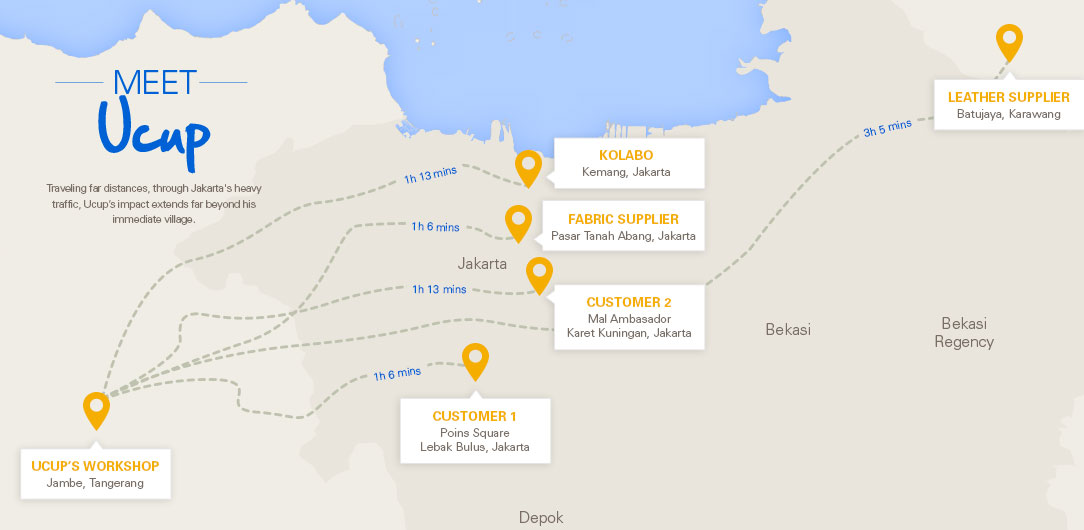 MEET
Ucup
Traveling far distances, through Jakarta's heavy
traffic, Ucup's impact extends far beyond his
immediate village.
LEATHER SUPPLIER
Batujaya, Karawang
3h 5 mins
KOLABO
Kemang, Jakarta
1h 13 mins
FABRIC SUPPLIER
Pasar Tanah Abang, Jakarta
1h 6 mins
Jakarta
1h 13 mins
CUSTOMER 2
Mal Ambasador
Karet Kuningan, Jakarta
Bekasi
Bekasi
Regency
1h 6 mins
CUSTOMER 1
Poins Square
Lebak Bulus, Jakarta
UCUP'S WORKSHOP
Jambe, Tangerang
Depok